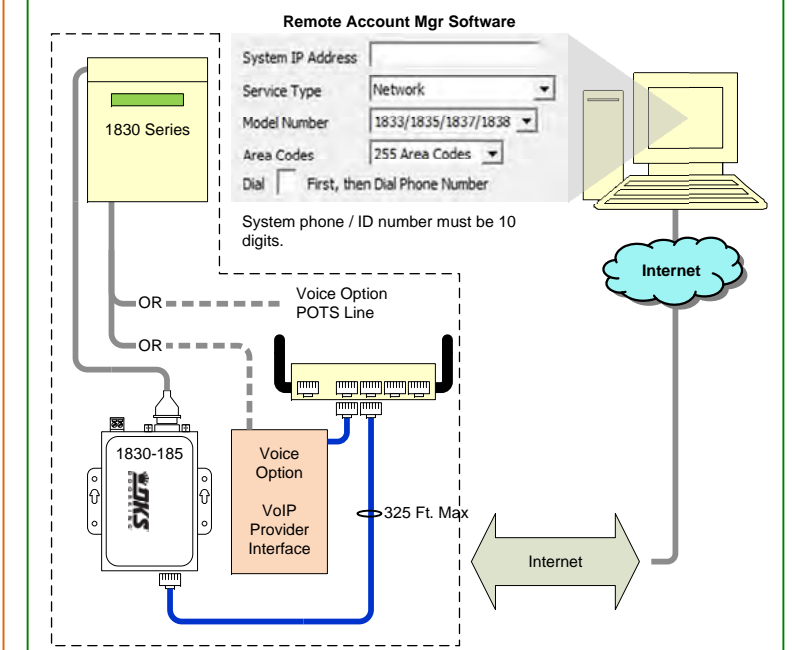 Remote Account Mgr Software
System IP Address
Service Type Network
Model Number 1833/1835/1837/1838
Area Codes 255 Area Codes
Dial First, then Dial Phone Number
System phone / ID number must be 10
digits.
1830 Series
Internet
OR
Voice Option
POTS Line
OR
1830-185
DKS
DOORKING
Voice
Option
VoIP
Provider
Interface
325 Ft. Max
Internet